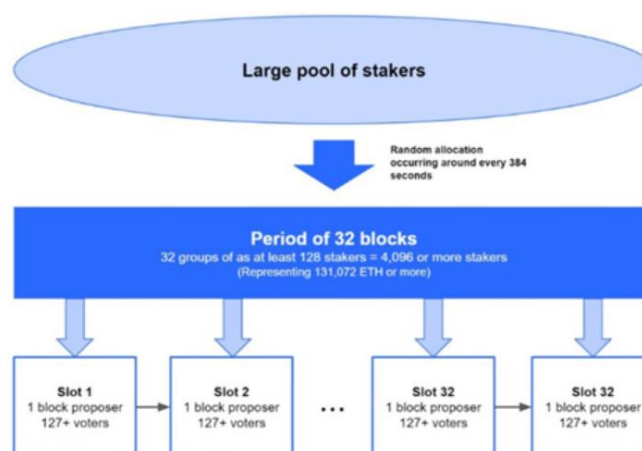 Large pool of stakers
Random allocation
occurring around every 384
seconds
Period of 32 blocks
32 groups of as at least 128 stakers = 4,096 or more stakers
(Representing 131,072 ETH or more)
Slot 1
1 block proposer
127+ voters
Slot 2
1 block proposer
127+ voters
...
Slot 32
1 block proposer
127+ voters
Slot 32
1 block proposer
127+ voters